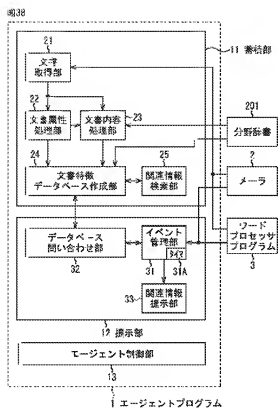 図38
21
文書
取得部
11 蓄積部
22
文書属性
処理部
文書内容
処理部
23
201
分野辞書
24
文書特徴
データベース作成部
25
関連情報
検索部
2
メーラ
データベース
問い合わせ部
32
イベント
管理部
タイマ
31
31A
ワード
プロセッサ
プログラム
3
33
関連情報
提示部
12 提示部
エージェント制御部
13
1 エージェントプログラム